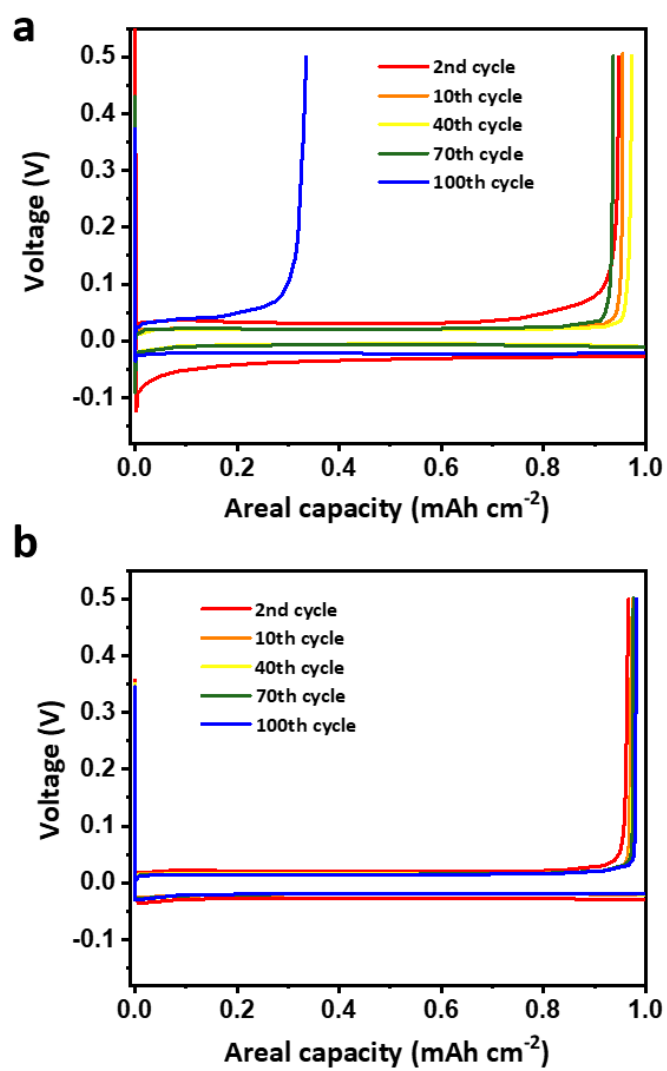 a
0.5
0.4
0.3
0.2
0.1
0.0
-0.1
Voltage (V)
2nd cycle
10th cycle
40th cycle
70th cycle
100th cycle
0.0 0.2 0.4 0.6 0.8 1.0
Areal capacity (mAh cm⁻²)
b
0.5
0.4
0.3
0.2
0.1
0.0
-0.1
Voltage (V)
2nd cycle
10th cycle
40th cycle
70th cycle
100th cycle
0.0 0.2 0.4 0.6 0.8 1.0
Areal capacity (mAh cm⁻²)